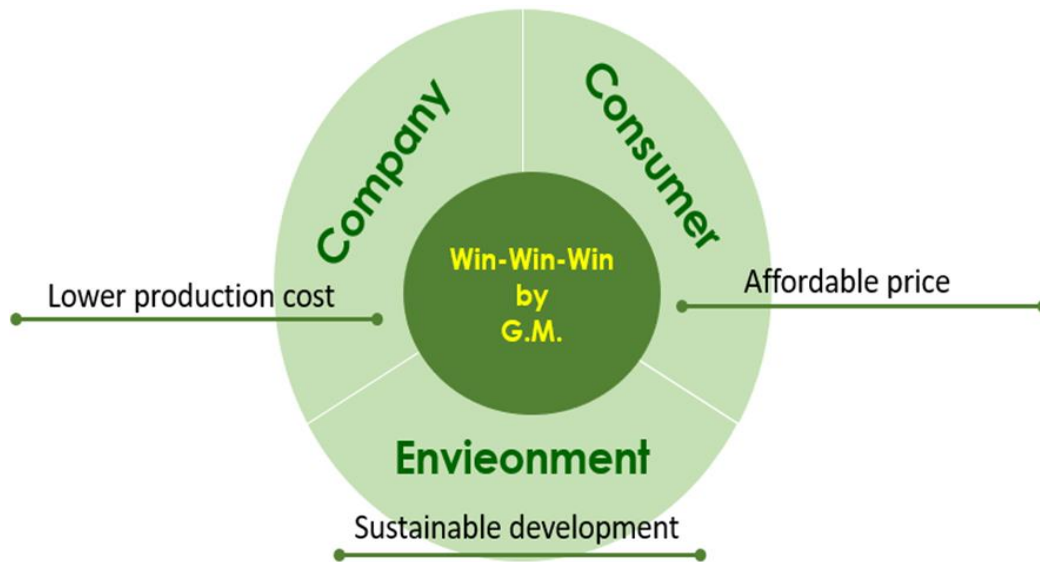 Company
Consumer
Win-Win-Win
by
G.M.
Lower production cost
Affordable price
Envieonment
Sustainable development